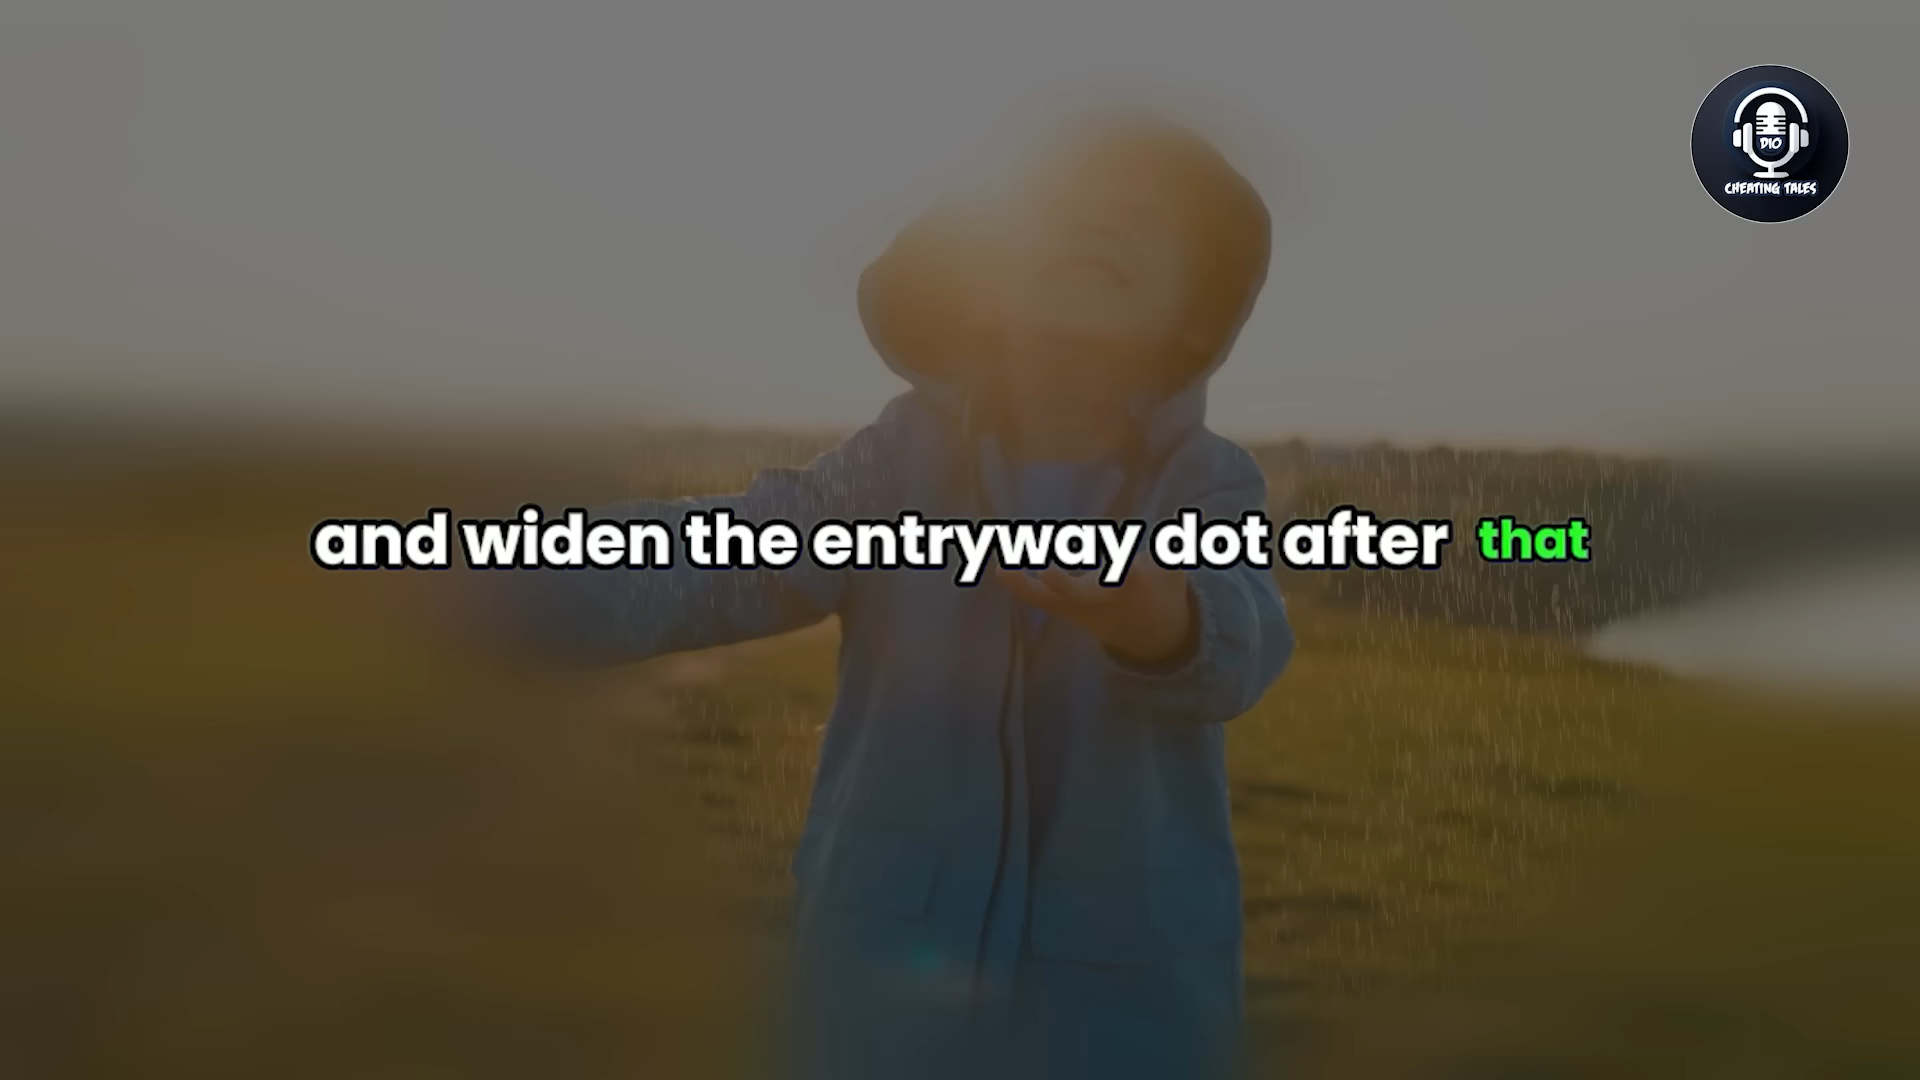 DIO
CHEATING TALES
and widen the entryway dot after that